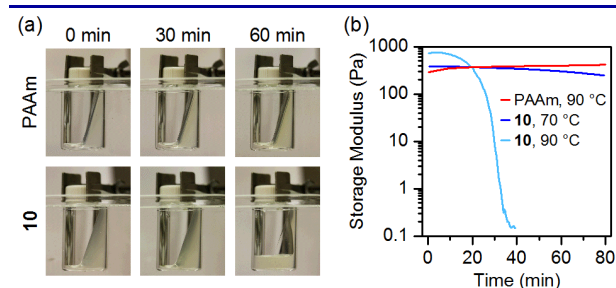 (a)
0 min 30 min 60 min
PAAm
10
(b)
Storage Modulus (Pa)
1000
100
10
1
0.1
PAAm, 90 °C
10, 70 °C
10, 90 °C
0 20 40 60 80
Time (min)